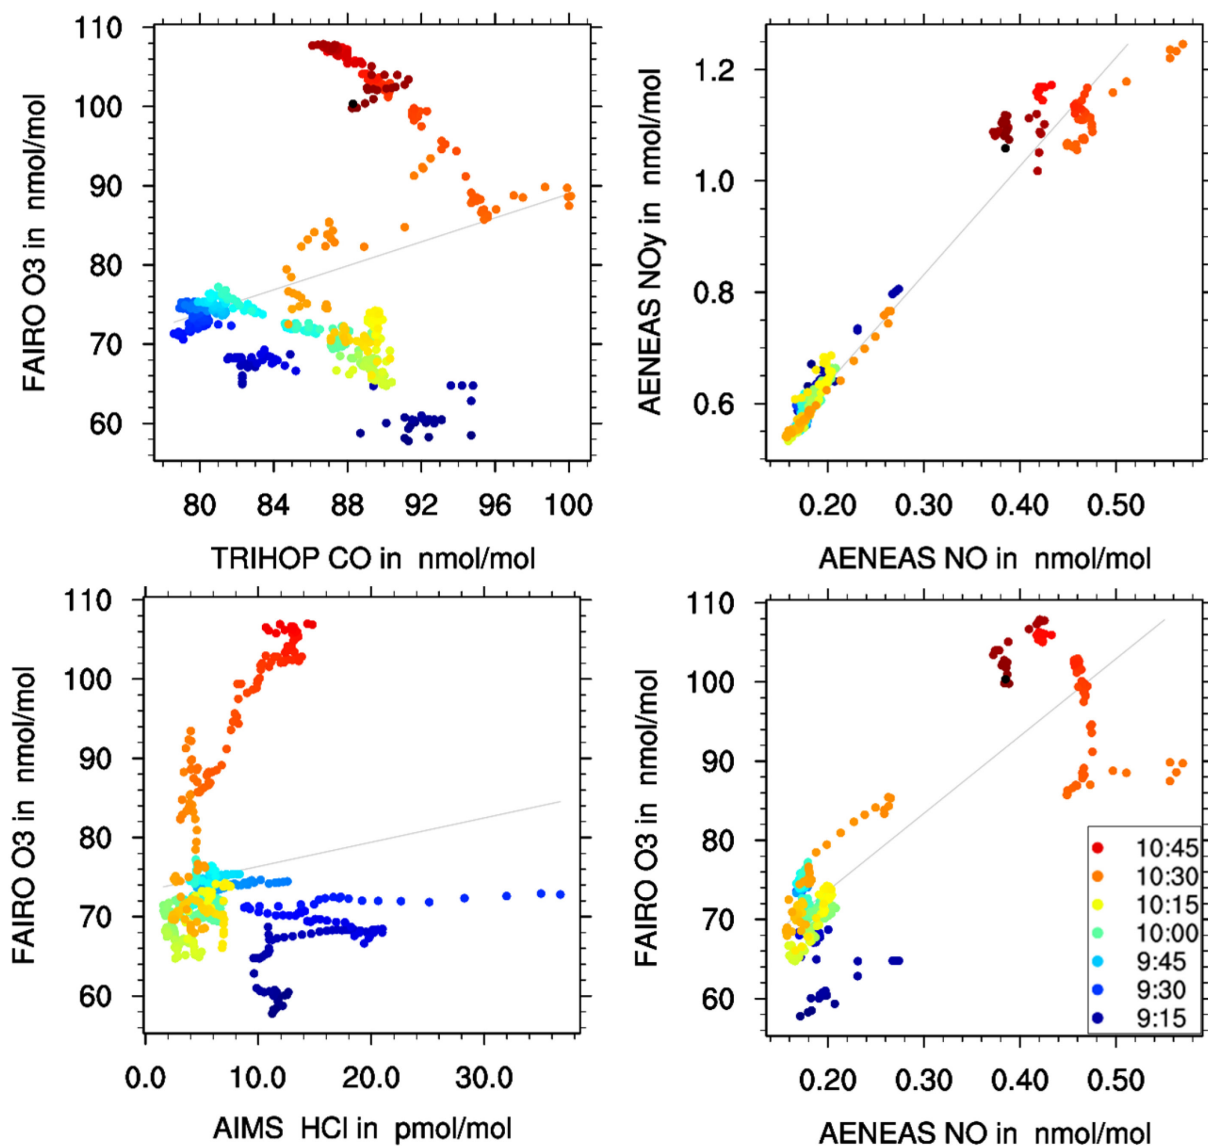 110
100
90
80
70
60
FAIRO O3 in nmol/mol
80 84 88 92 96 100
TRIHOP CO in nmol/mol
1.2
1.0
0.8
0.6
AENEAS NOy in nmol/mol
0.20 0.30 0.40 0.50
AENEAS NO in nmol/mol
110
100
90
80
70
60
FAIRO O3 in nmol/mol
0.0 10.0 20.0 30.0
AIMS HCl in pmol/mol
110
100
90
80
70
60
FAIRO O3 in nmol/mol
10:45
10:30
10:15
10:00
9:45
9:30
9:15
0.20 0.30 0.40 0.50
AENEAS NO in nmol/mol